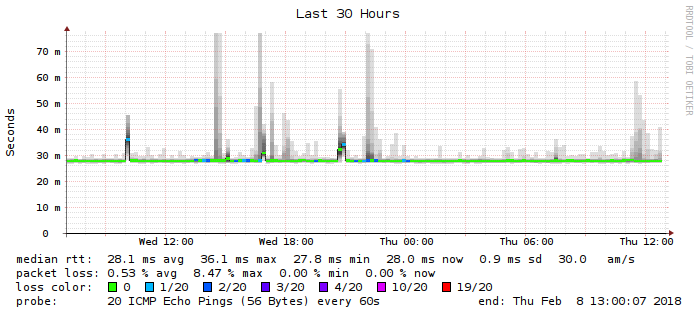 Last 30 Hours
RRDTOOL / TOBI OETIKER
Seconds
70 m
60 m
50 m
40 m
30 m
20 m
10 m
0
Wed 12:00 Wed 18:00 Thu 00:00 Thu 06:00 Thu 12:00
median rtt: 28.1 ms avg 36.1 ms max 27.8 ms min 28.0 ms now 0.9 ms sd 30.0 am/s
packet loss: 0.53 % avg 8.47 % max 0.00 % min 0.00 % now
loss color: 0 1/20 2/20 3/20 4/20 10/20 19/20
probe: 20 ICMP Echo Pings (56 Bytes) every 60s end: Thu Feb 8 13:00:07 2018